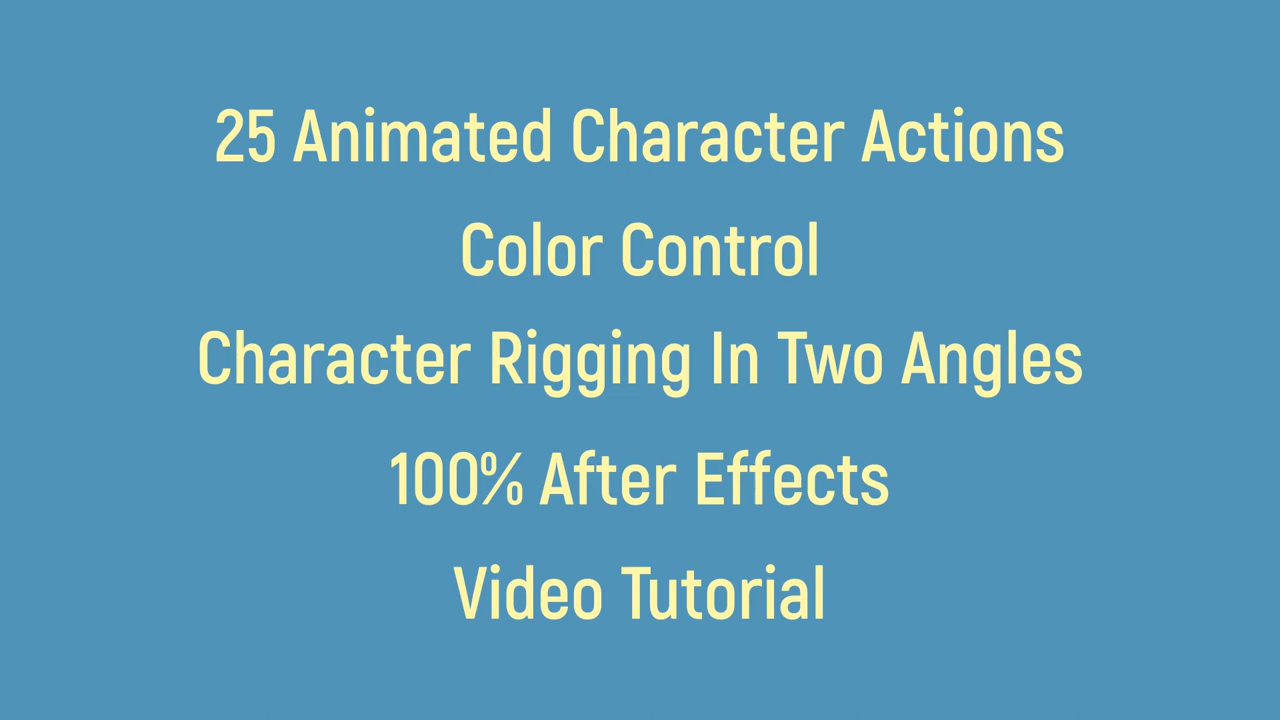 25 Animated Character Actions
Color Control
Character Rigging In Two Angles
100% After Effects
Video Tutorial